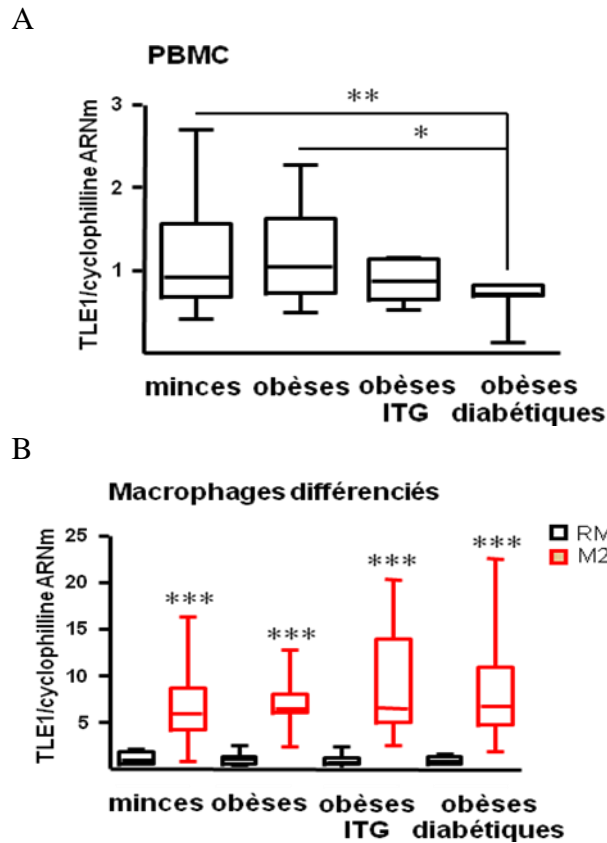 A
PBMC
TLE1/cyclophilline ARNm
3
2
1
**
*
minces obèses obèses obèses
ITG diabétiques
B
Macrophages différenciés
TLE1/cyclophilline ARNm
25
20
15
10
5
***
***
***
***
RM
M2
minces obèses obèses obèses
ITG diabétiques